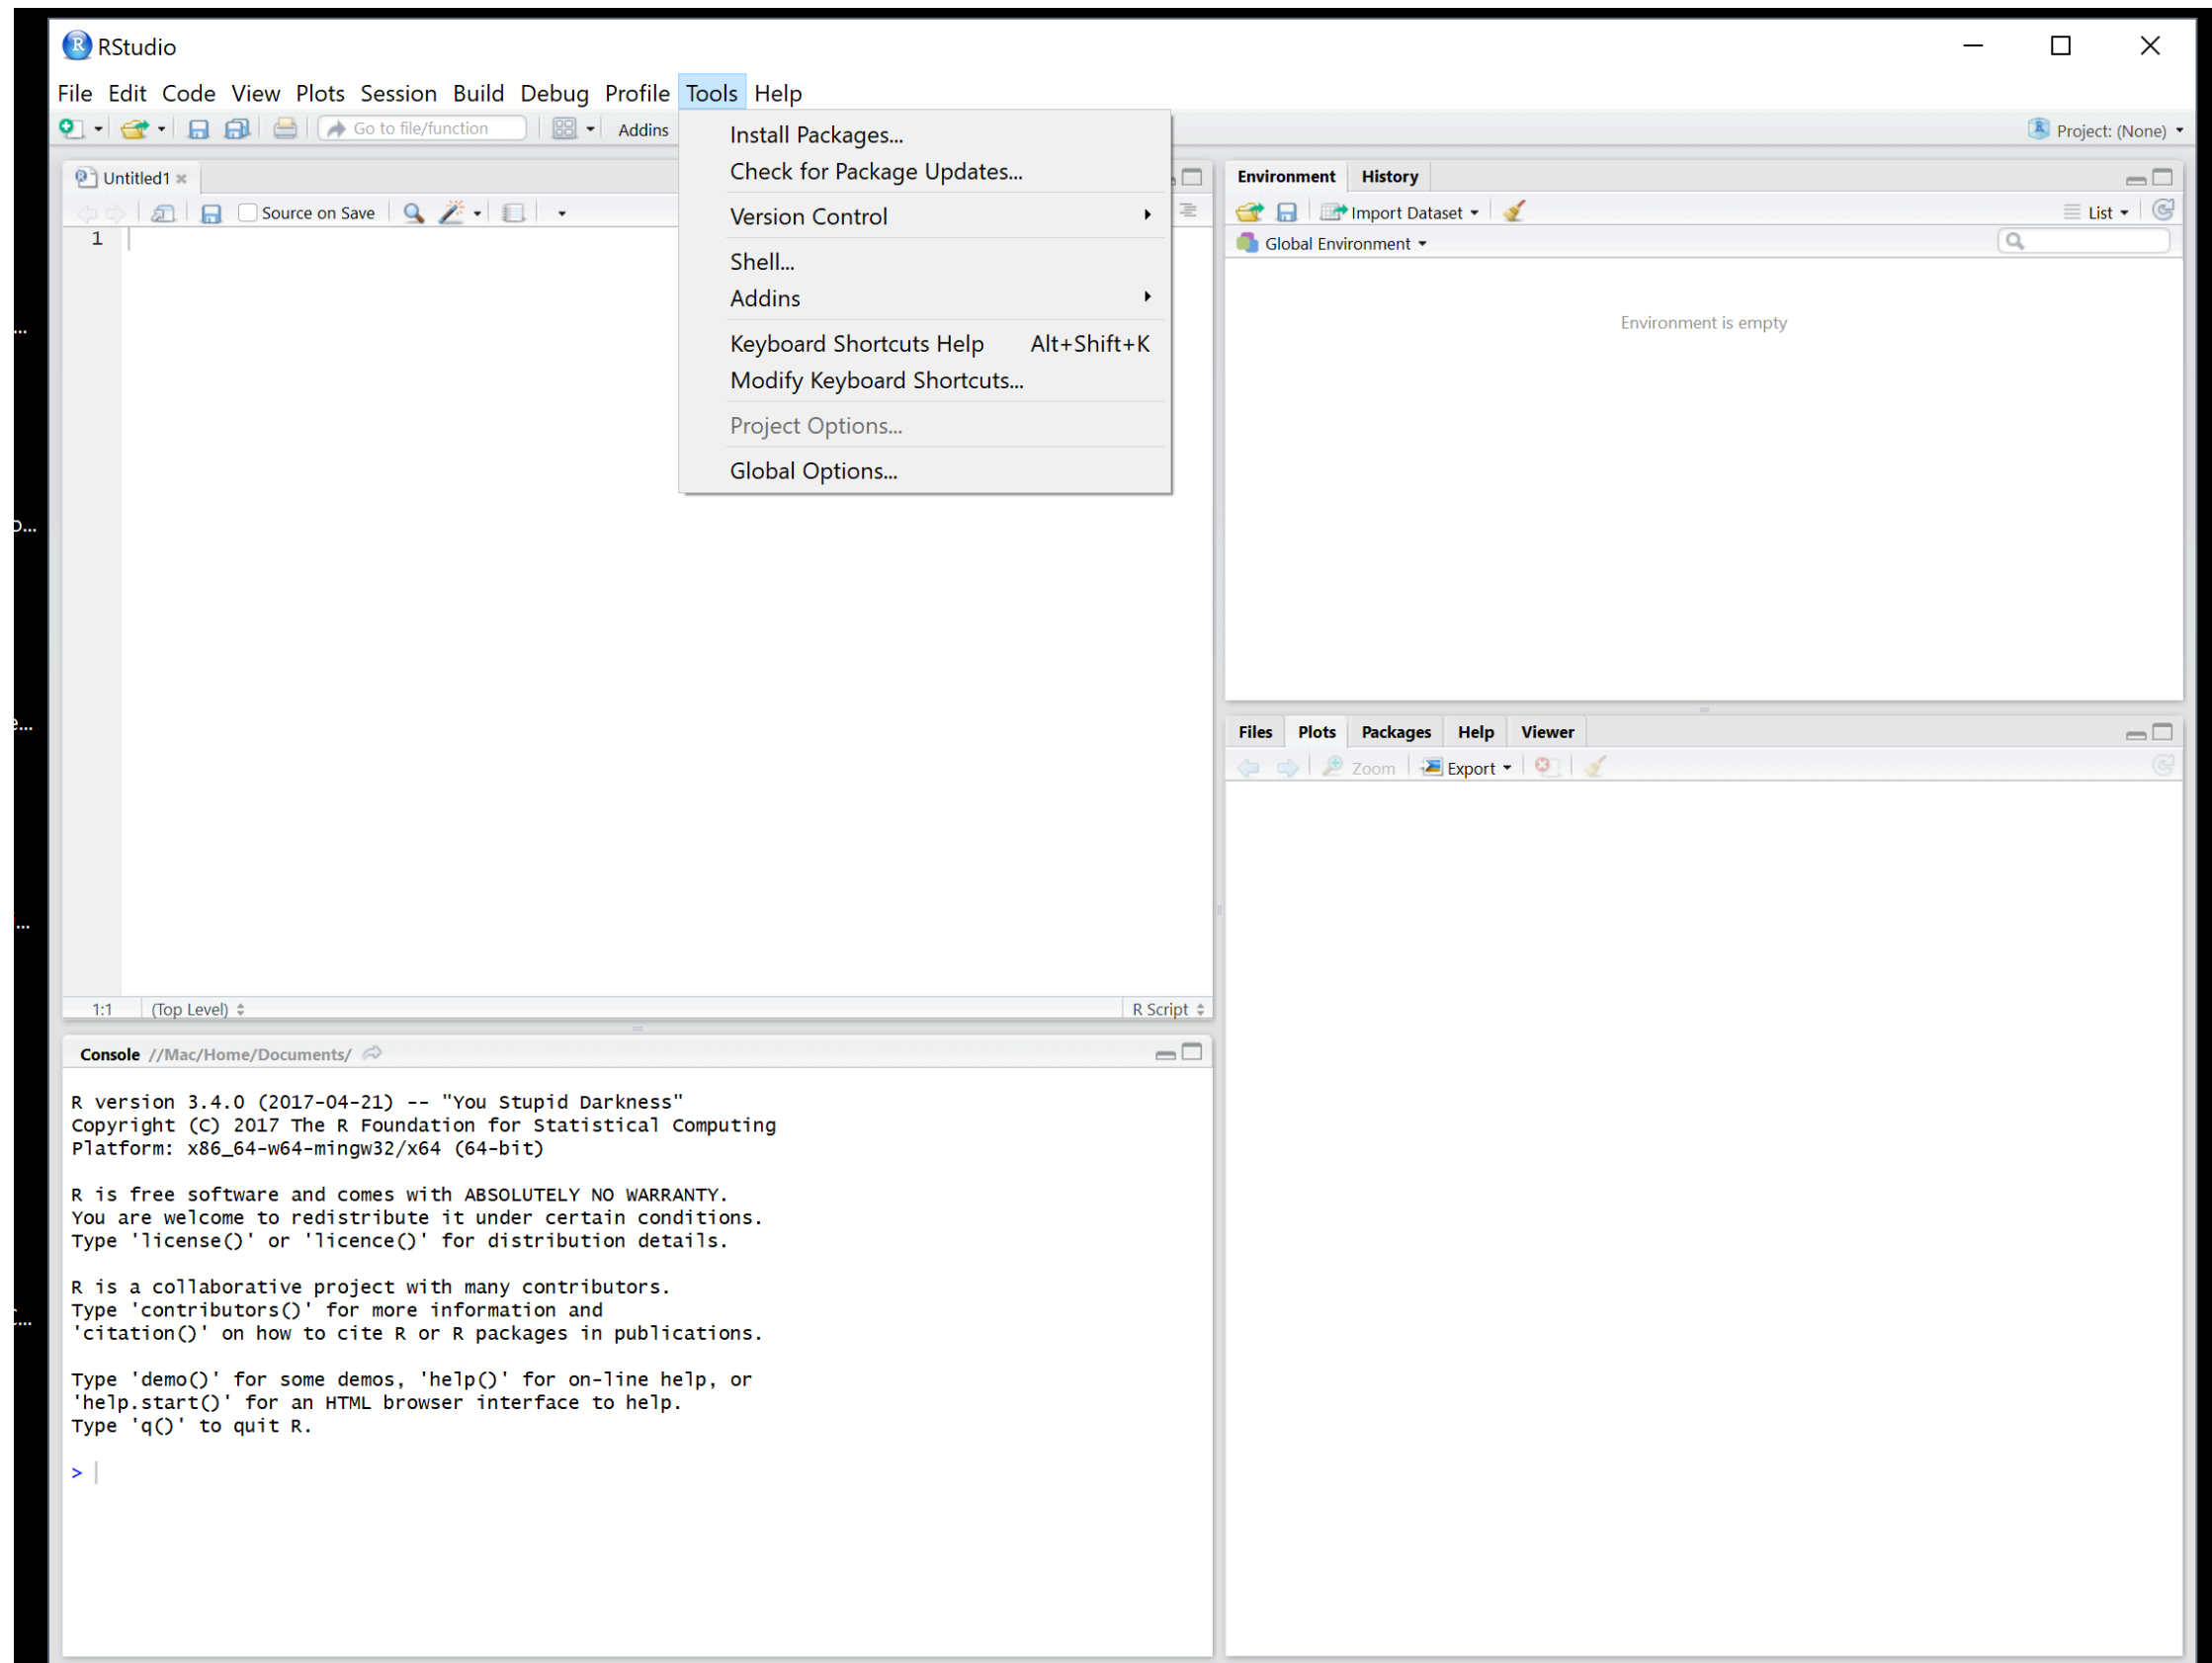 RStudio
File Edit Code View Plots Session Build Debug Profile Tools Help
Go to file/function
Addins
Project: (None)
Install Packages...
Check for Package Updates...
Version Control
Shell...
Addins
Keyboard Shortcuts Help Alt+Shift+K
Modify Keyboard Shortcuts...
Project Options...
Global Options...
Untitled1
Source on Save
1
1:1 (Top Level) R Script
Environment History
Import Dataset List
Global Environment
Environment is empty
Files Plots Packages Help Viewer
Zoom Export
Console //Mac/Home/Documents/
R version 3.4.0 (2017-04-21) -- "You Stupid Darkness"
Copyright (C) 2017 The R Foundation for Statistical Computing
Platform: x86_64-w64-mingw32/x64 (64-bit)
R is free software and comes with ABSOLUTELY NO WARRANTY.
You are welcome to redistribute it under certain conditions.
Type 'license()' or 'licence()' for distribution details.
R is a collaborative project with many contributors.
Type 'contributors()' for more information and
'citation()' on how to cite R or R packages in publications.
Type 'demo()' for some demos, 'help()' for on-line help, or
'help.start()' for an HTML browser interface to help.
Type 'q()' to quit R.
>